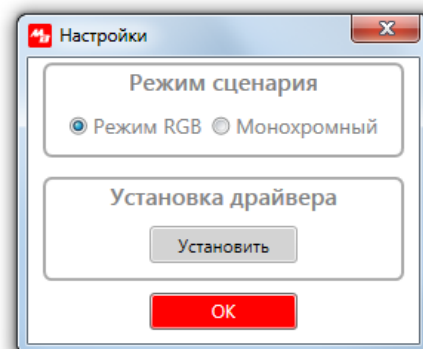 Настройки
Режим сценария
Режим RGB Монохромный
Установка драйвера
Установить
OK